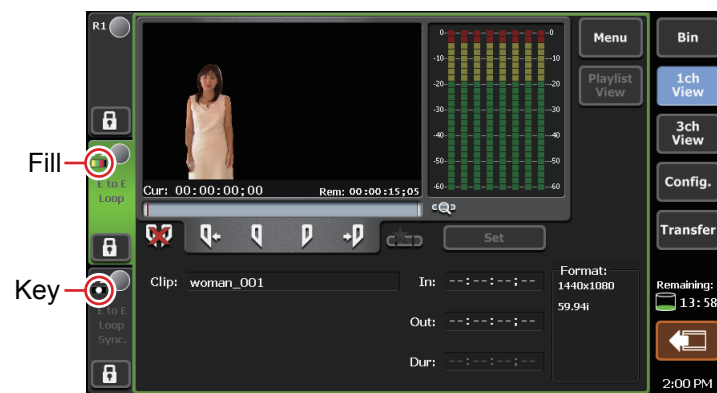 Fill
Key
R1
E to E
Loop
E to E
Loop
Sync.
0 0
-10- -10
-20- -20
-30- -30
-40- -40
-50- -50
-60- -60
Cur: 00:00:00;00 Rem: 00:00:15;05
Menu
Playlist
View
Set
Clip: woman_001
In: --:--:--;--
Out: --:--:--;--
Dur: --:--:--;--
Format:
1440x1080
59.94i
Bin
1ch
View
3ch
View
Config.
Transfer
Remaining:
13:58
2:00 PM